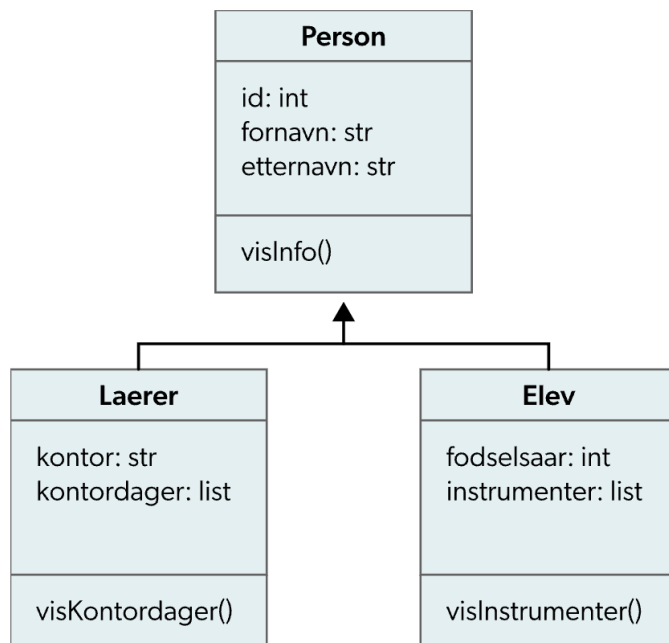 Person
id: int
fornavn: str
etternavn: str
visInfo()
Laerer
kontor: str
kontordager: list
visKontordager()
Elev
fodselsaar: int
instrumenter: list
visInstrumenter()